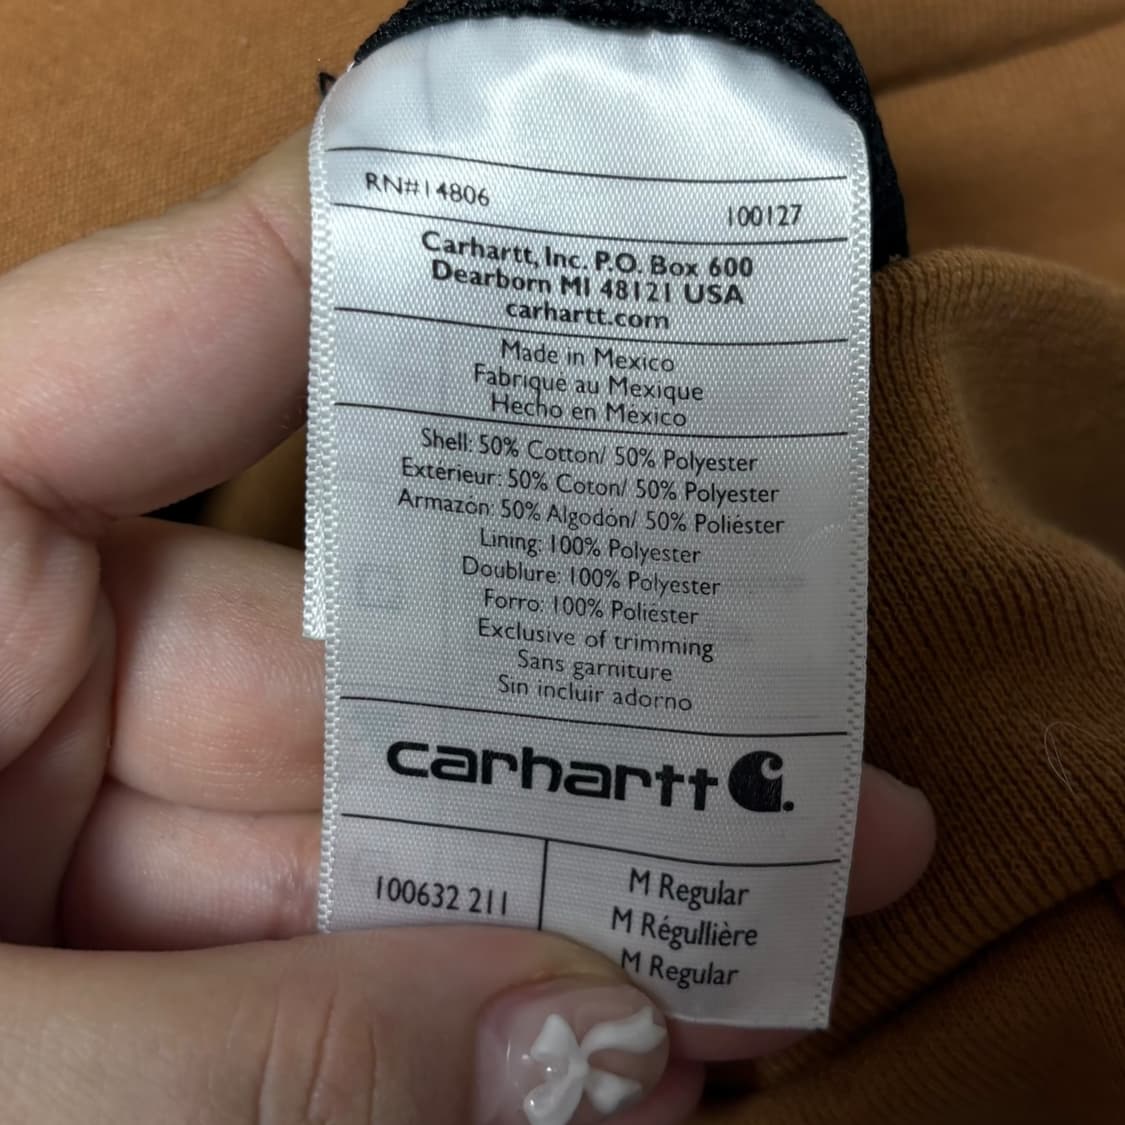 RN#14806
100127
Carhartt, Inc. P.O. Box 600
Dearborn MI 48121 USA
carhartt.com
Made in Mexico
Fabriqué au Mexique
Hecho en México
Shell: 50% Cotton/ 50% Polyester
Extérieur: 50% Coton/ 50% Polyester
Armazón: 50% Algodón/ 50% Poliéster
Lining: 100% Polyester
Doublure: 100% Polyester
Forro: 100% Poliéster
Exclusive of trimming
Sans garniture
Sin incluir adorno
carhartt
100632 211
M Regular
M Régullière
M Regular